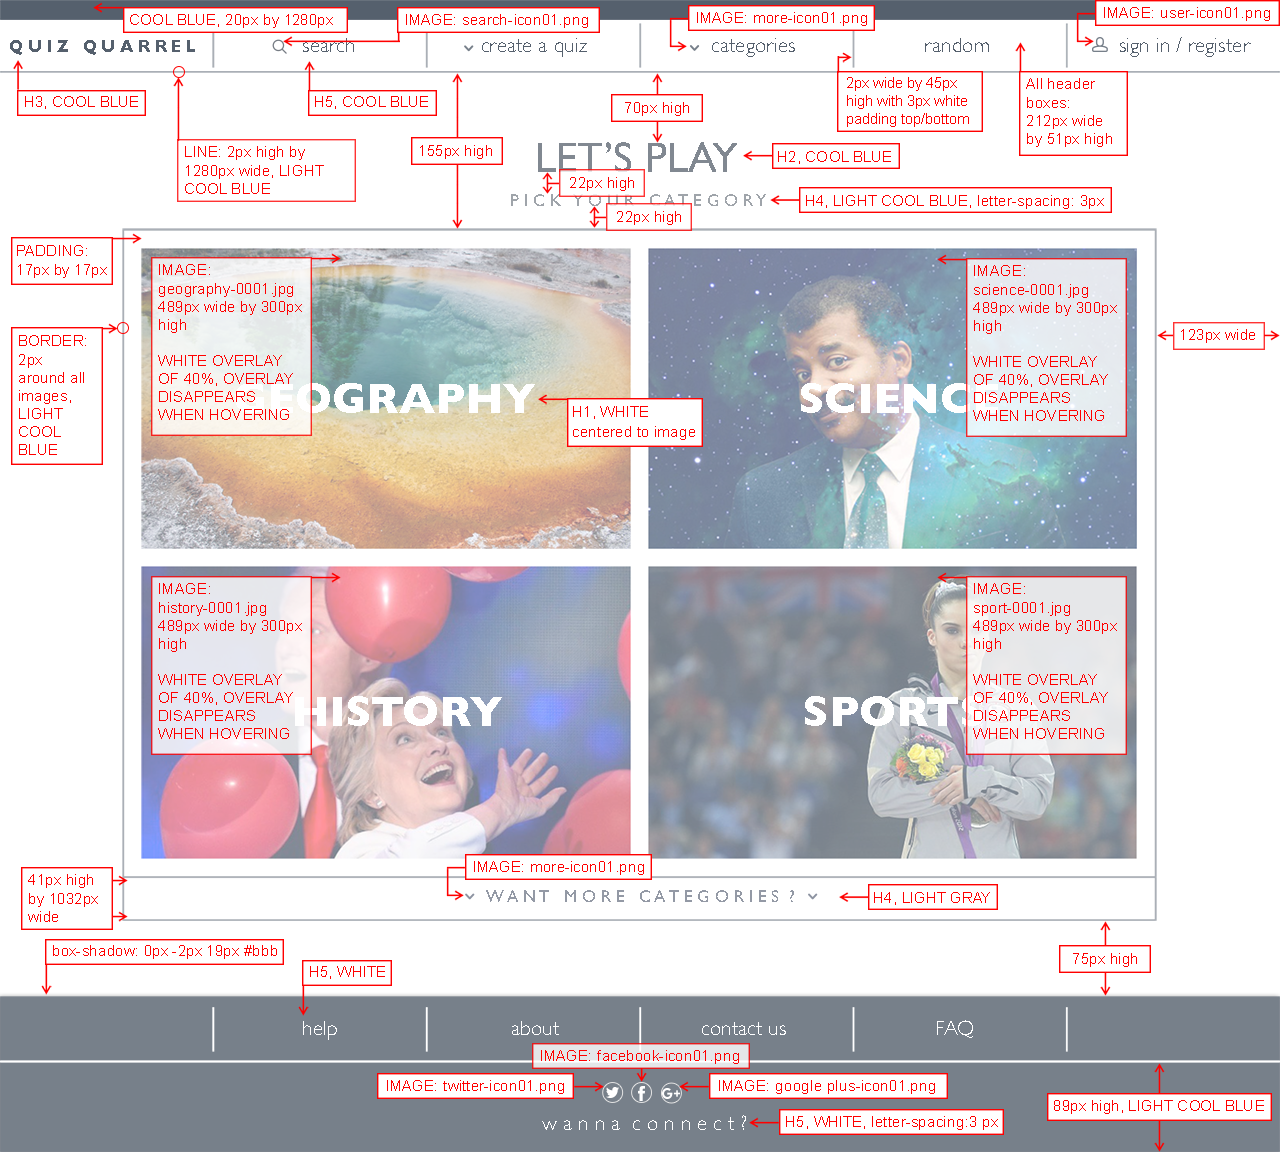 COOL BLUE, 20px by 1280px
IMAGE: search-icon01.png
IMAGE: more-icon01.png
IMAGE: user-icon01.png
QUIZ QUARREL
search
create a quiz
categories
random
sign in / register
H3, COOL BLUE
H5, COOL BLUE
70px high
2px wide by 45px
high with 3px white
padding top/bottom
All header
boxes:
212px wide
by 51px high
LINE: 2px high by
1280px wide, LIGHT
COOL BLUE
155px high
LET'S PLAY
H2, COOL BLUE
22px high
PICK YOUR CATEGORY
H4, LIGHT COOL BLUE, letter-spacing: 3px
22px high
PADDING:
17px by 17px
IMAGE:
geography-0001.jpg
489px wide by 300px
high
WHITE OVERLAY
OF 40%, OVERLAY
DISAPPEARS
WHEN HOVERING
IMAGE:
science-0001.jpg
489px wide by 300px
high
WHITE OVERLAY
OF 40%, OVERLAY
DISAPPEARS
WHEN HOVERING
BORDER:
2px
around all
images,
LIGHT
COOL
BLUE
123px wide
OGRAPHY
SCIENC
H1, WHITE
centered to image
IMAGE:
history-0001.jpg
489px wide by 300px
high
WHITE OVERLAY
OF 40%, OVERLAY
DISAPPEARS
WHEN HOVERING
IMAGE:
sport-0001.jpg
489px wide by 300px
high
WHITE OVERLAY
OF 40%, OVERLAY
DISAPPEARS
WHEN HOVERING
HISTORY
SPORTS
IMAGE: more-icon01.png
41px high
by 1032px
wide
WANT MORE CATEGORIES?
H4, LIGHT GRAY
box-shadow: 0px -2px 19px #bbb
75px high
H5, WHITE
help
about
contact us
FAQ
IMAGE: facebook-icon01.png
IMAGE: twitter-icon01.png
IMAGE: google plus-icon01.png
89px high, LIGHT COOL BLUE
wanna connect?
H5, WHITE, letter-spacing:3 px